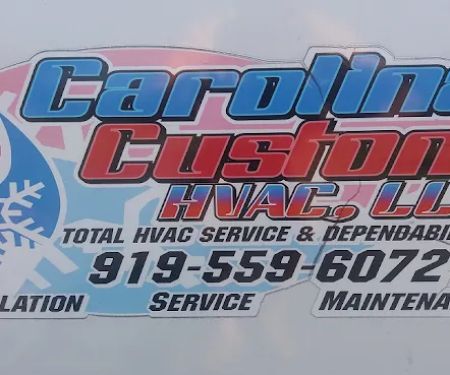 Carolina
Custom
HVAC, LL
TOTAL HVAC SERVICE & DEPENDABI
919-559-6072
LATION SERVICE MAINTENA